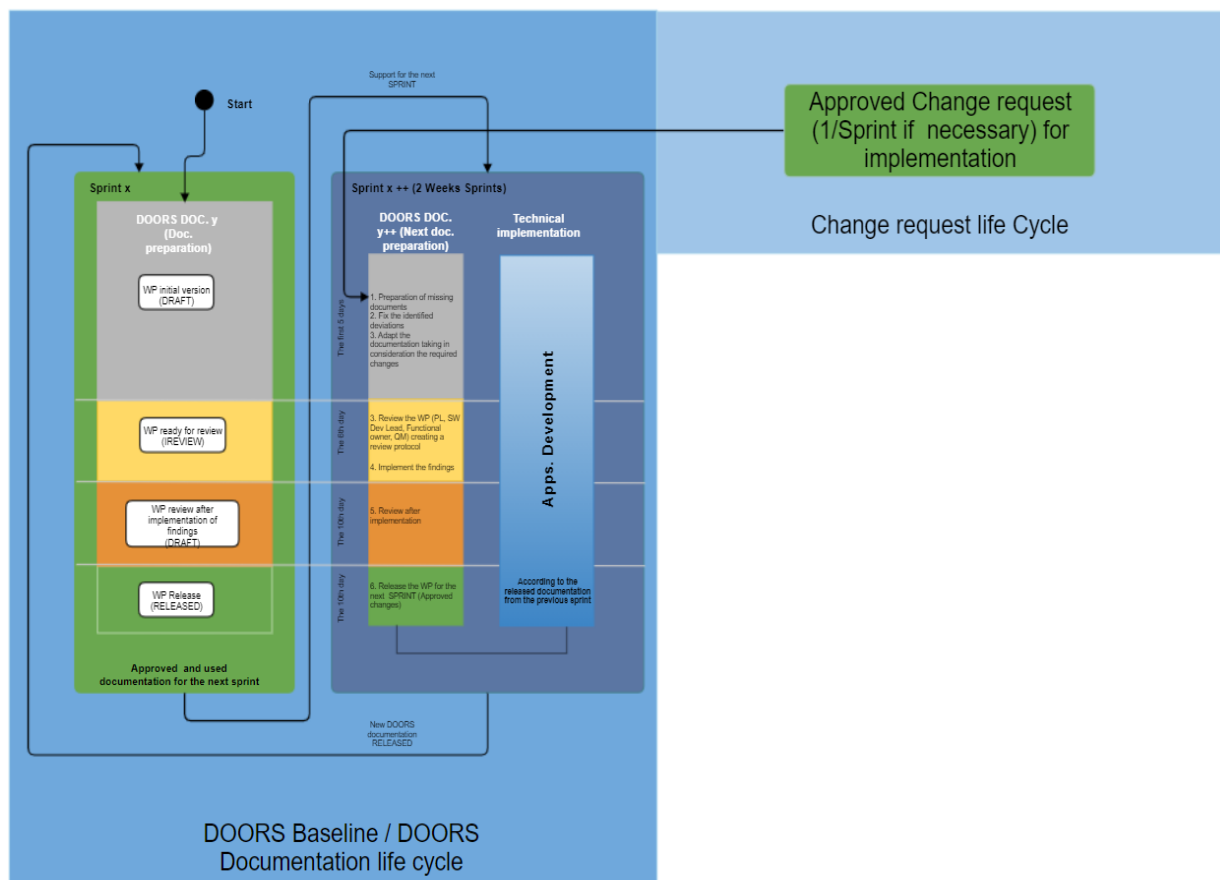 Support for the next
SPRINT
Start
Approved Change request
(1/Sprint if necessary) for
implementation
Change request life Cycle
Sprint x
DOORS DOC. y
(Doc.
preparation)
WP initial version
(DRAFT)
WP ready for review
(IREVIEW)
WP review after
implementation of
findings
(DRAFT)
WP Release
(RELEASED)
Approved and used
documentation for the next sprint
Sprint x ++ (2 Weeks Sprints)
DOORS DOC.
y++ (Next doc.
preparation)
Technical
implementation
The first 5 days
1. Preparation of missing
documents
2. Fix the identified
deviations
3. Adapt the
documentation taking in
consideration the required
changes
The 6th day
3. Review the WP (PL, SW
Dev Lead, Functional
owner, QM) creating a
review protocol
4. Implement the findings
The 10th day
5. Review after
implementation
The 10th day
6. Release the WP for the
next SPRINT (Approved
changes)
Apps. Development
According to the
released documentation
from the previous sprint
New DOORS
documentation
RELEASED
DOORS Baseline / DOORS
Documentation life cycle